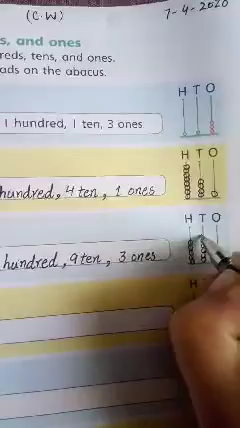 (C.W)
7-4-2020
s, and ones
reds, tens, and ones.
ads on the abacus.
H T O
1 hundred, 1 ten, 3 ones
H T O
hundred, 4 ten, 1 ones
H T O
hundred, 9 ten, 3 ones
H